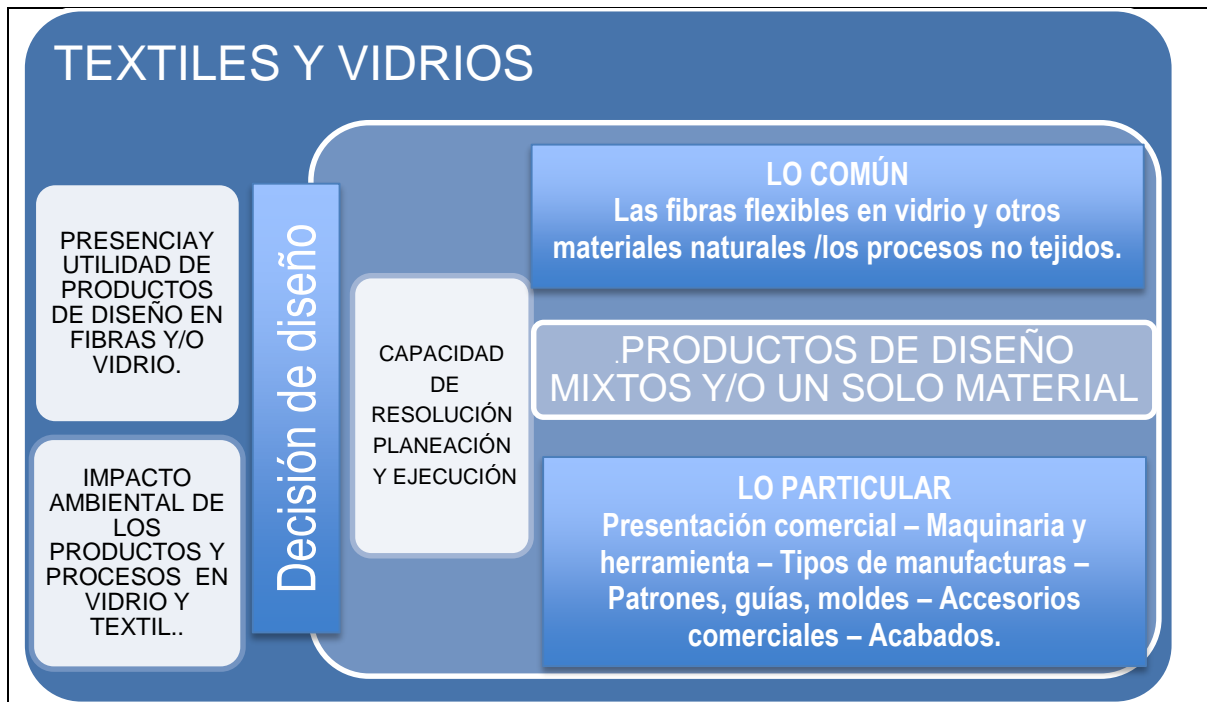 TEXTILES Y VIDRIOS
PRESENCIAY
UTILIDAD DE
PRODUCTOS
DE DISEÑO EN
FIBRAS Y/O
VIDRIO.
IMPACTO
AMBIENTAL DE
LOS
PRODUCTOS Y
PROCESOS EN
VIDRIO Y
TEXTIL..
Decisión de diseño
CAPACIDAD
DE
RESOLUCIÓN
PLANEACIÓN
Y EJECUCIÓN
LO COMÚN
Las fibras flexibles en vidrio y otros
materiales naturales /los procesos no tejidos.
.PRODUCTOS DE DISEÑO
MIXTOS Y/O UN SOLO MATERIAL
LO PARTICULAR
Presentación comercial – Maquinaria y
herramienta – Tipos de manufacturas –
Patrones, guías, moldes – Accesorios
comerciales – Acabados.